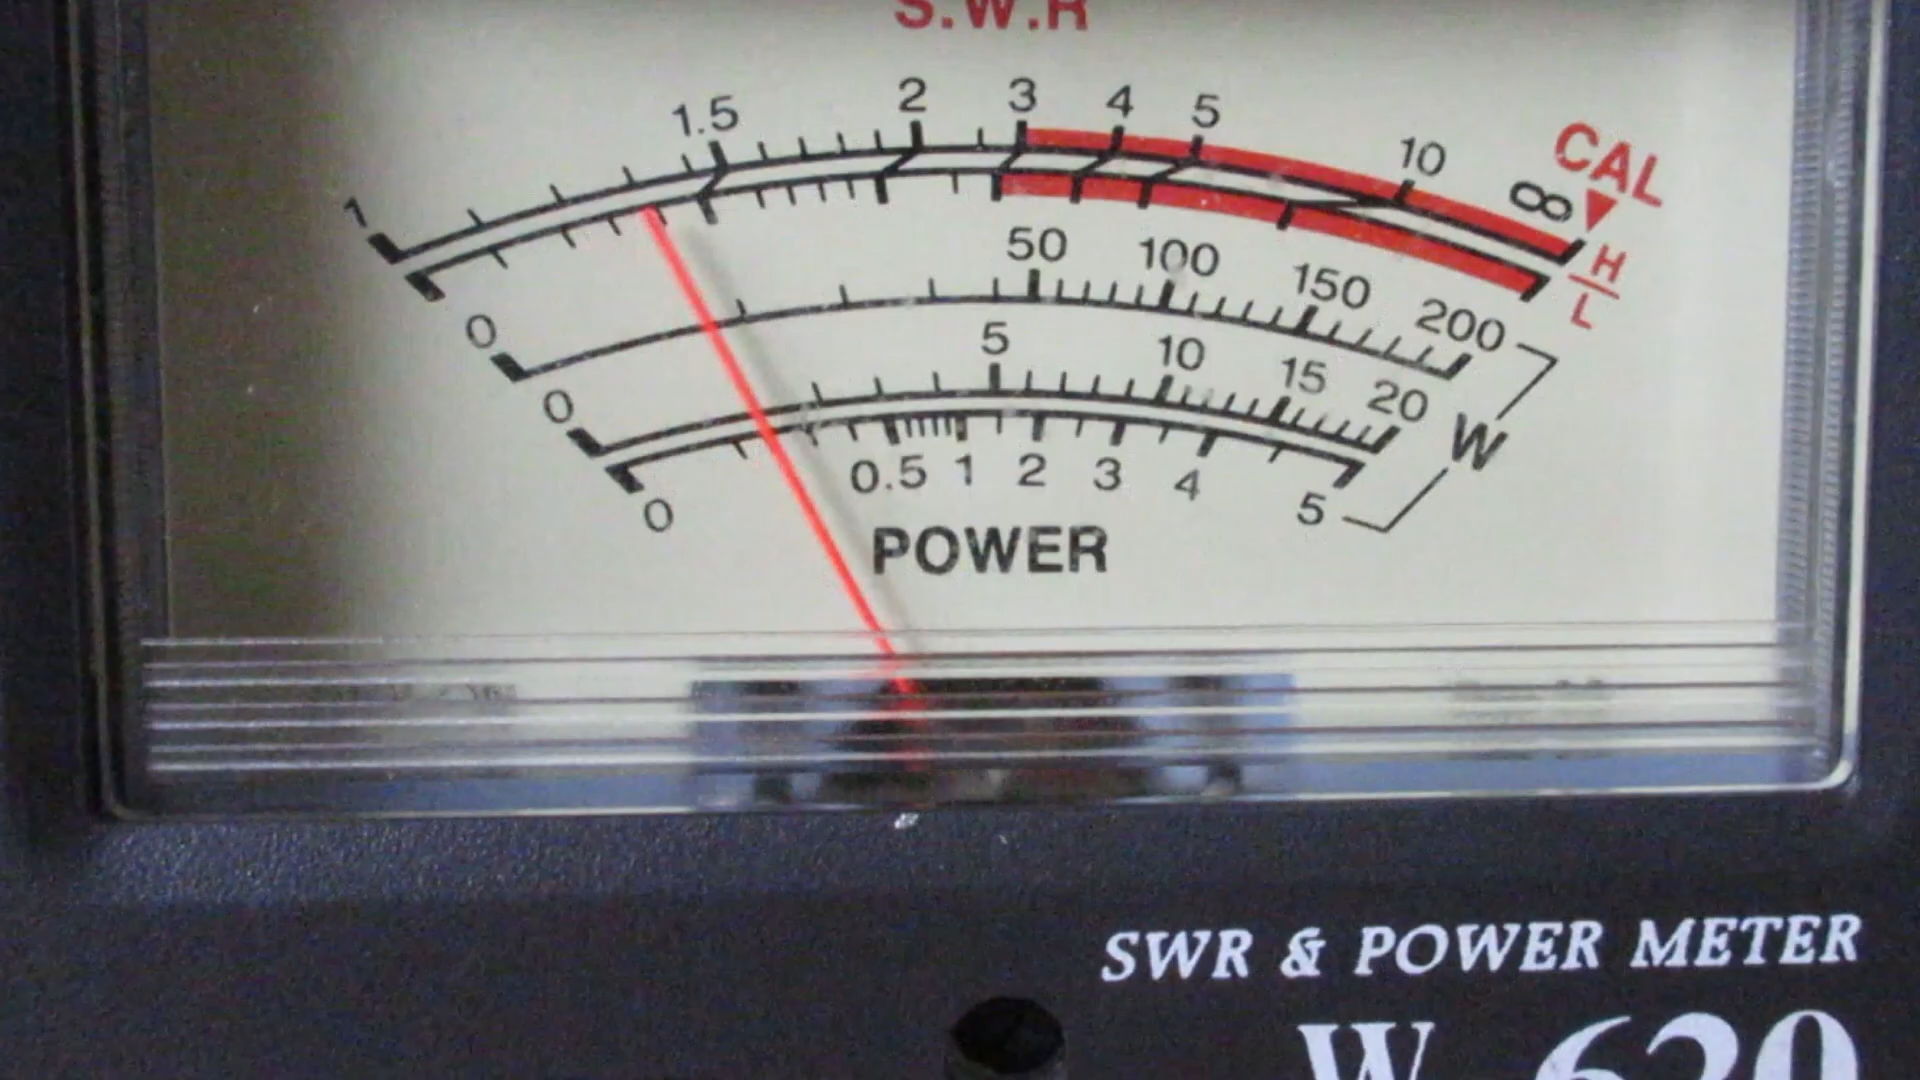 S.W.R
1 1.5 2 3 4 5 10 ∞ CAL
H
L
0 50 100 150 200
0 5 10 15 20 W
0 0.5 1 2 3 4 5
POWER
SWR & POWER METER
W 620